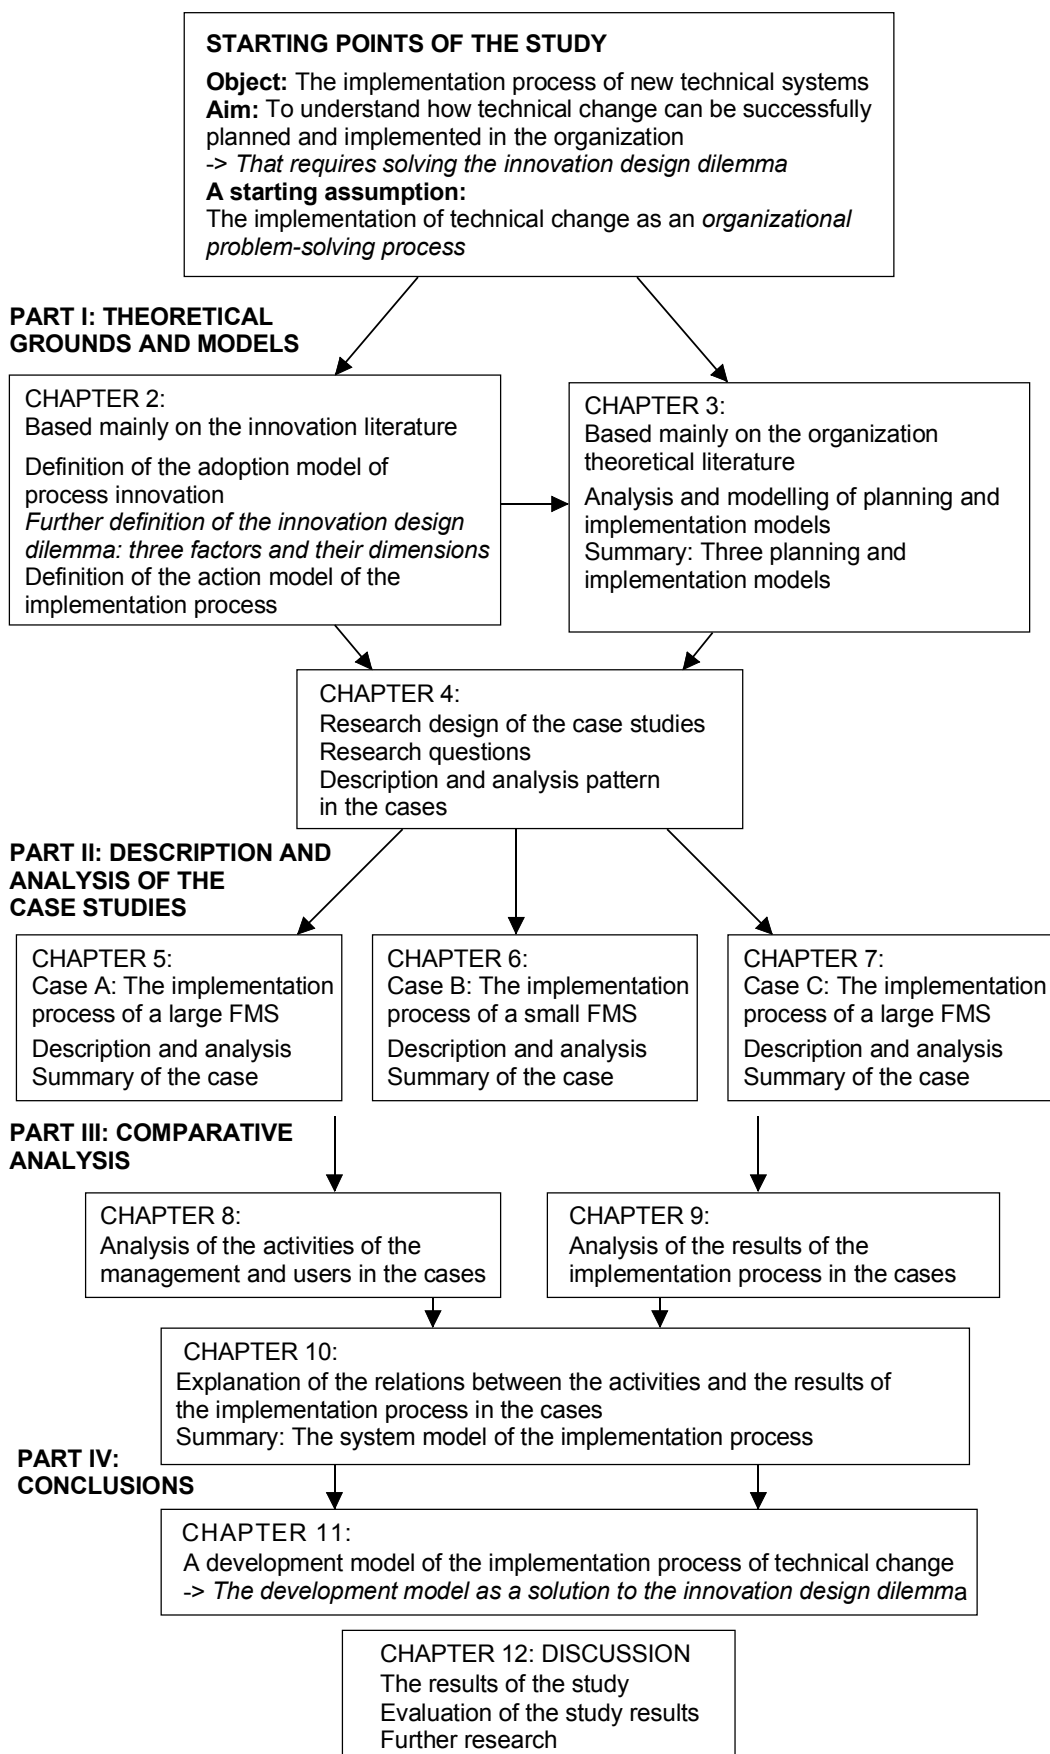 STARTING POINTS OF THE STUDY
Object: The implementation process of new technical systems
Aim: To understand how technical change can be successfully
planned and implemented in the organization
-> That requires solving the innovation design dilemma
A starting assumption:
The implementation of technical change as an organizational
problem-solving process
PART I: THEORETICAL
GROUNDS AND MODELS
CHAPTER 2:
Based mainly on the innovation literature
Definition of the adoption model of
process innovation
Further definition of the innovation design
dilemma: three factors and their dimensions
Definition of the action model of the
implementation process
CHAPTER 3:
Based mainly on the organization
theoretical literature
Analysis and modelling of planning and
implementation models
Summary: Three planning and
implementation models
CHAPTER 4:
Research design of the case studies
Research questions
Description and analysis pattern
in the cases
PART II: DESCRIPTION AND
ANALYSIS OF THE
CASE STUDIES
CHAPTER 5:
Case A: The implementation
process of a large FMS
Description and analysis
Summary of the case
CHAPTER 6:
Case B: The implementation
process of a small FMS
Description and analysis
Summary of the case
CHAPTER 7:
Case C: The implementation
process of a large FMS
Description and analysis
Summary of the case
PART III: COMPARATIVE
ANALYSIS
CHAPTER 8:
Analysis of the activities of the
management and users in the cases
CHAPTER 9:
Analysis of the results of the
implementation process in the cases
CHAPTER 10:
Explanation of the relations between the activities and the results of
the implementation process in the cases
Summary: The system model of the implementation process
PART IV:
CONCLUSIONS
CHAPTER 11:
A development model of the implementation process of technical change
-> The development model as a solution to the innovation design dilemma
CHAPTER 12: DISCUSSION
The results of the study
Evaluation of the study results
Further research